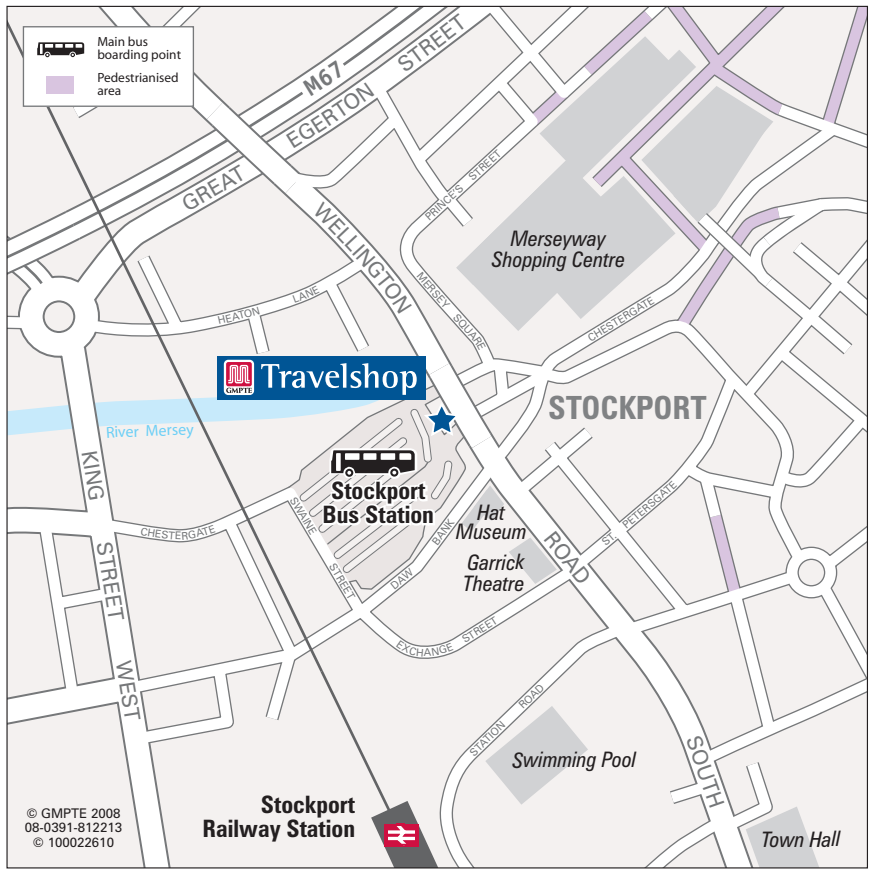 Main bus
boarding point
Pedestrianised
area
M67
GREAT EGERTON STREET
WELLINGTON ROAD SOUTH
PRINCE'S STREET
MERSEY SQUARE
Merseyway
Shopping Centre
HEATON LANE
CHESTERGATE
GMPTE
Travelshop
STOCKPORT
River Mersey
KING STREET WEST
Stockport
Bus Station
CHESTERGATE
SWAINE STREET
DAW BANK
Hat
Museum
Garrick
Theatre
ST. PETERSGATE
EXCHANGE STREET
STATION ROAD
Swimming Pool
Stockport
Railway Station
Town Hall
© GMPTE 2008
08-0391-812213
© 100022610